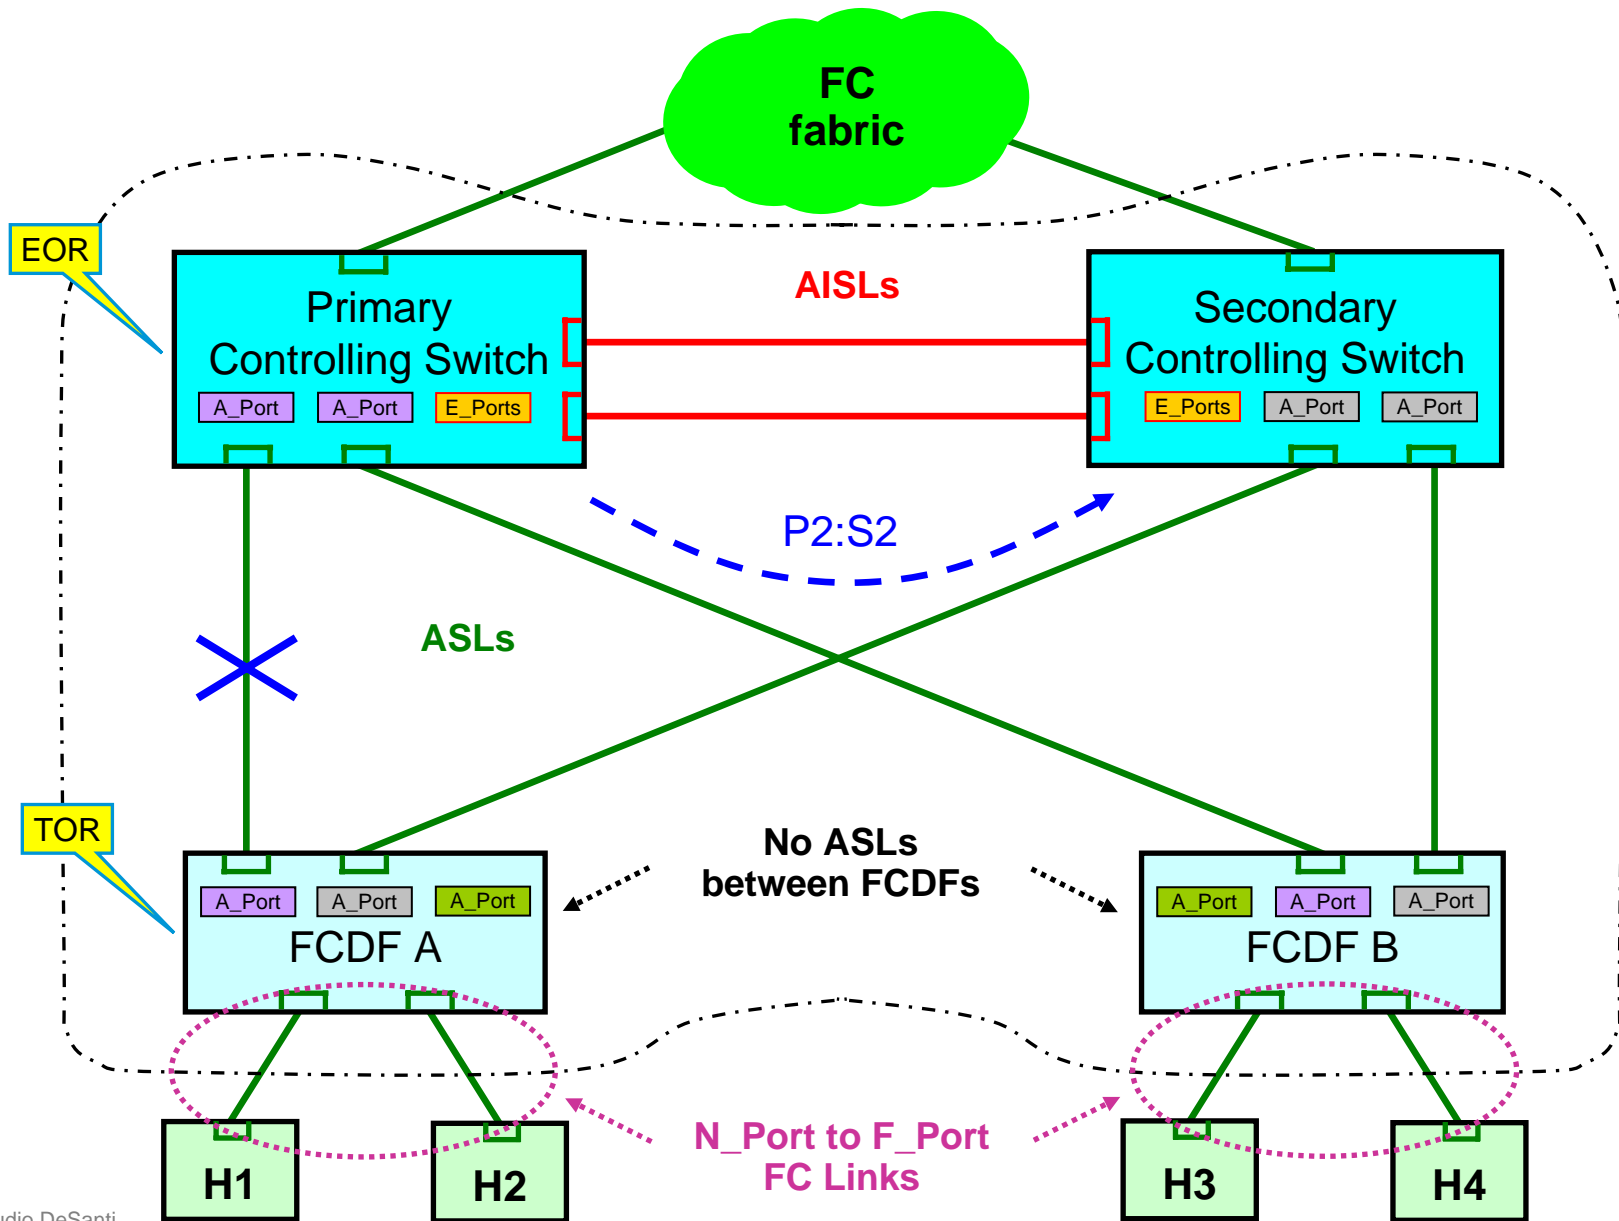 FC
fabric
EOR
AISLs
Primary
Controlling Switch
Secondary
Controlling Switch
A_Port A_Port E_Ports
E_Ports A_Port A_Port
P2:S2
ASLs
TOR
No ASLs
between FCDFs
A_Port A_Port A_Port
A_Port A_Port A_Port
FCDF A
FCDF B
N_Port to F_Port
FC Links
H1
H2
H3
H4
DeSanti